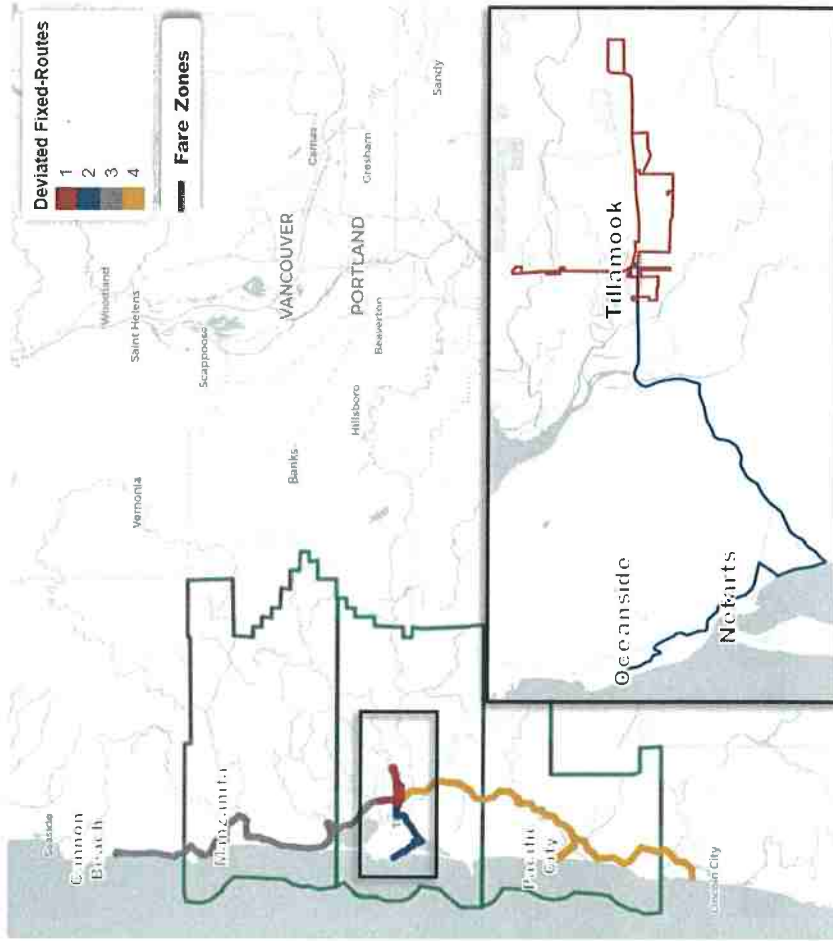 Deviated Fixed-Routes
1
2
3
4
Fare Zones
Seaside
Cannon
Beach
Manzanita
Vernonia
Woodland
Saint Helens
Scappoose
Banks
VANCOUVER
Camas
Hillsboro
PORTLAND
Beaverton
Gresham
Sandy
Pacific
City
Lincoln City
Tillamook
Oceanside
Netarts